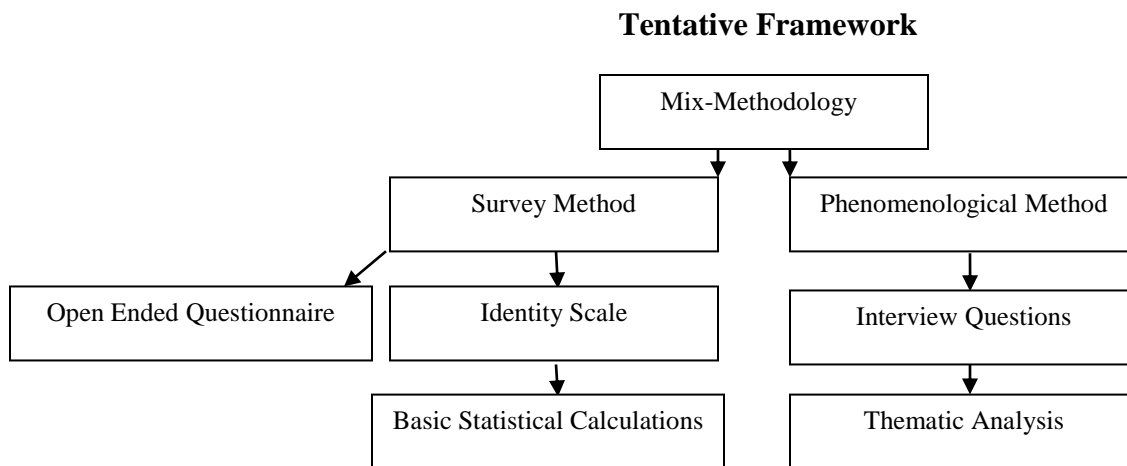 Tentative Framework
Mix-Methodology
Survey Method
Phenomenological Method
Open Ended Questionnaire
Identity Scale
Interview Questions
Basic Statistical Calculations
Thematic Analysis